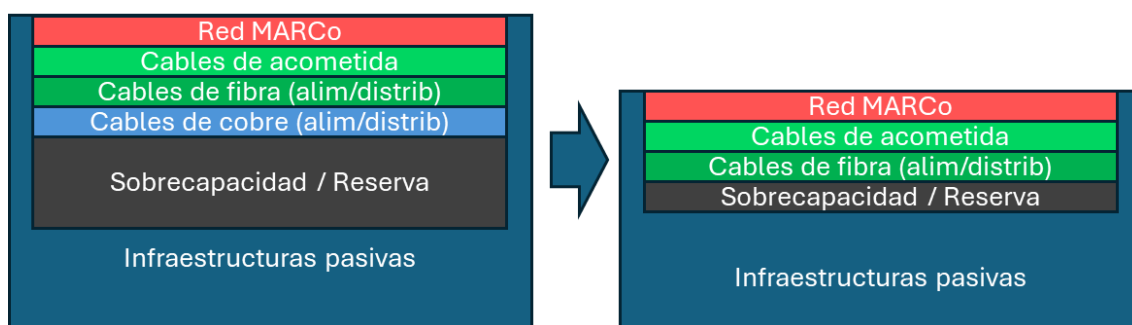 Red MARCo
Cables de acometida
Cables de fibra (alim/distrib)
Cables de cobre (alim/distrib)
Sobrecapacidad / Reserva
Infraestructuras pasivas
Red MARCo
Cables de acometida
Cables de fibra (alim/distrib)
Sobrecapacidad / Reserva
Infraestructuras pasivas